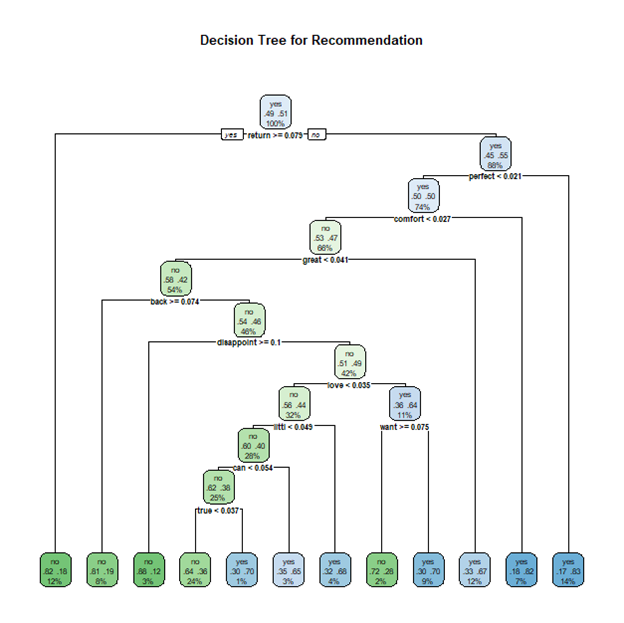 Decision Tree for Recommendation
yes
.49 .51
100%
yes return >= 0.075 no
yes
.45 .55
88%
perfect < 0.021
yes
.50 .50
74%
comfort < 0.027
no
.53 .47
66%
great < 0.041
no
.58 .42
54%
back >= 0.074
no
.54 .46
46%
disappoint >= 0.1
no
.51 .49
42%
love < 0.035
no
.56 .44
32%
yes
.36 .64
11%
littl < 0.049
want >= 0.075
no
.60 .40
28%
can < 0.054
no
.62 .38
25%
true < 0.037
no no no no yes yes yes no yes yes yes yes
.82 .18 .81 .19 .88 .12 .64 .36 .30 .70 .35 .65 .32 .68 .72 .28 .30 .70 .33 .67 .18 .82 .17 .83
12% 8% 3% 24% 1% 3% 4% 2% 9% 12% 7% 14%